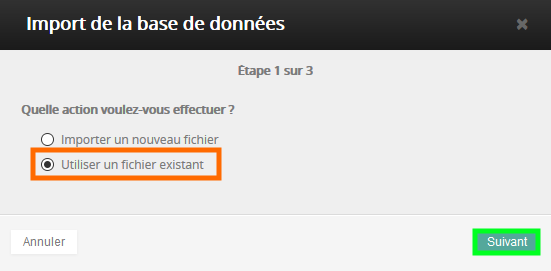 Import de la base de données
Étape 1 sur 3
Quelle action voulez-vous effectuer ?
Importer un nouveau fichier
Utiliser un fichier existant
Annuler
Suivant